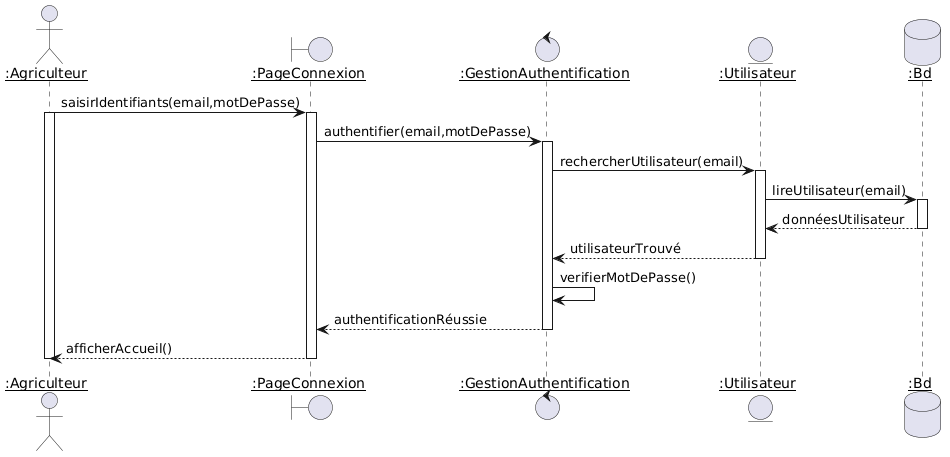 :Agriculteur
:PageConnexion
:GestionAuthentification
:Utilisateur
:Bd
saisirIdentifiants(email,motDePasse)
authentifier(email,motDePasse)
rechercherUtilisateur(email)
lireUtilisateur(email)
donnéesUtilisateur
utilisateurTrouvé
verifierMotDePasse()
authentificationRéussie
afficherAccueil()
:Agriculteur
:PageConnexion
:GestionAuthentification
:Utilisateur
:Bd